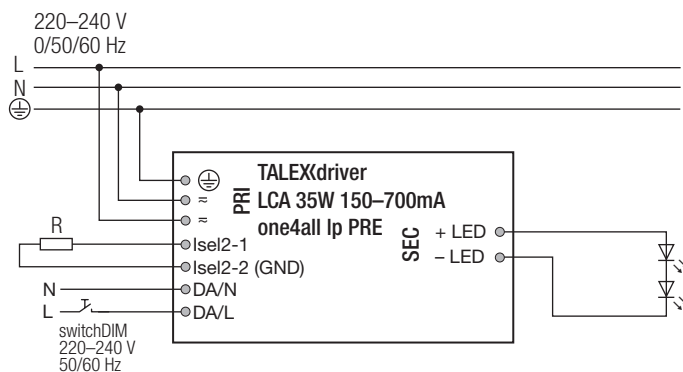 220–240 V
0/50/60 Hz
L
N
TALEXXdriver
LCA 35W 150–700mA
one4all lp PRE
PRI
≂
≂
SEC
+ LED
– LED
R
Isel2-1
Isel2-2 (GND)
N
DA/N
L
DA/L
switchDIM
220–240 V
50/60 Hz